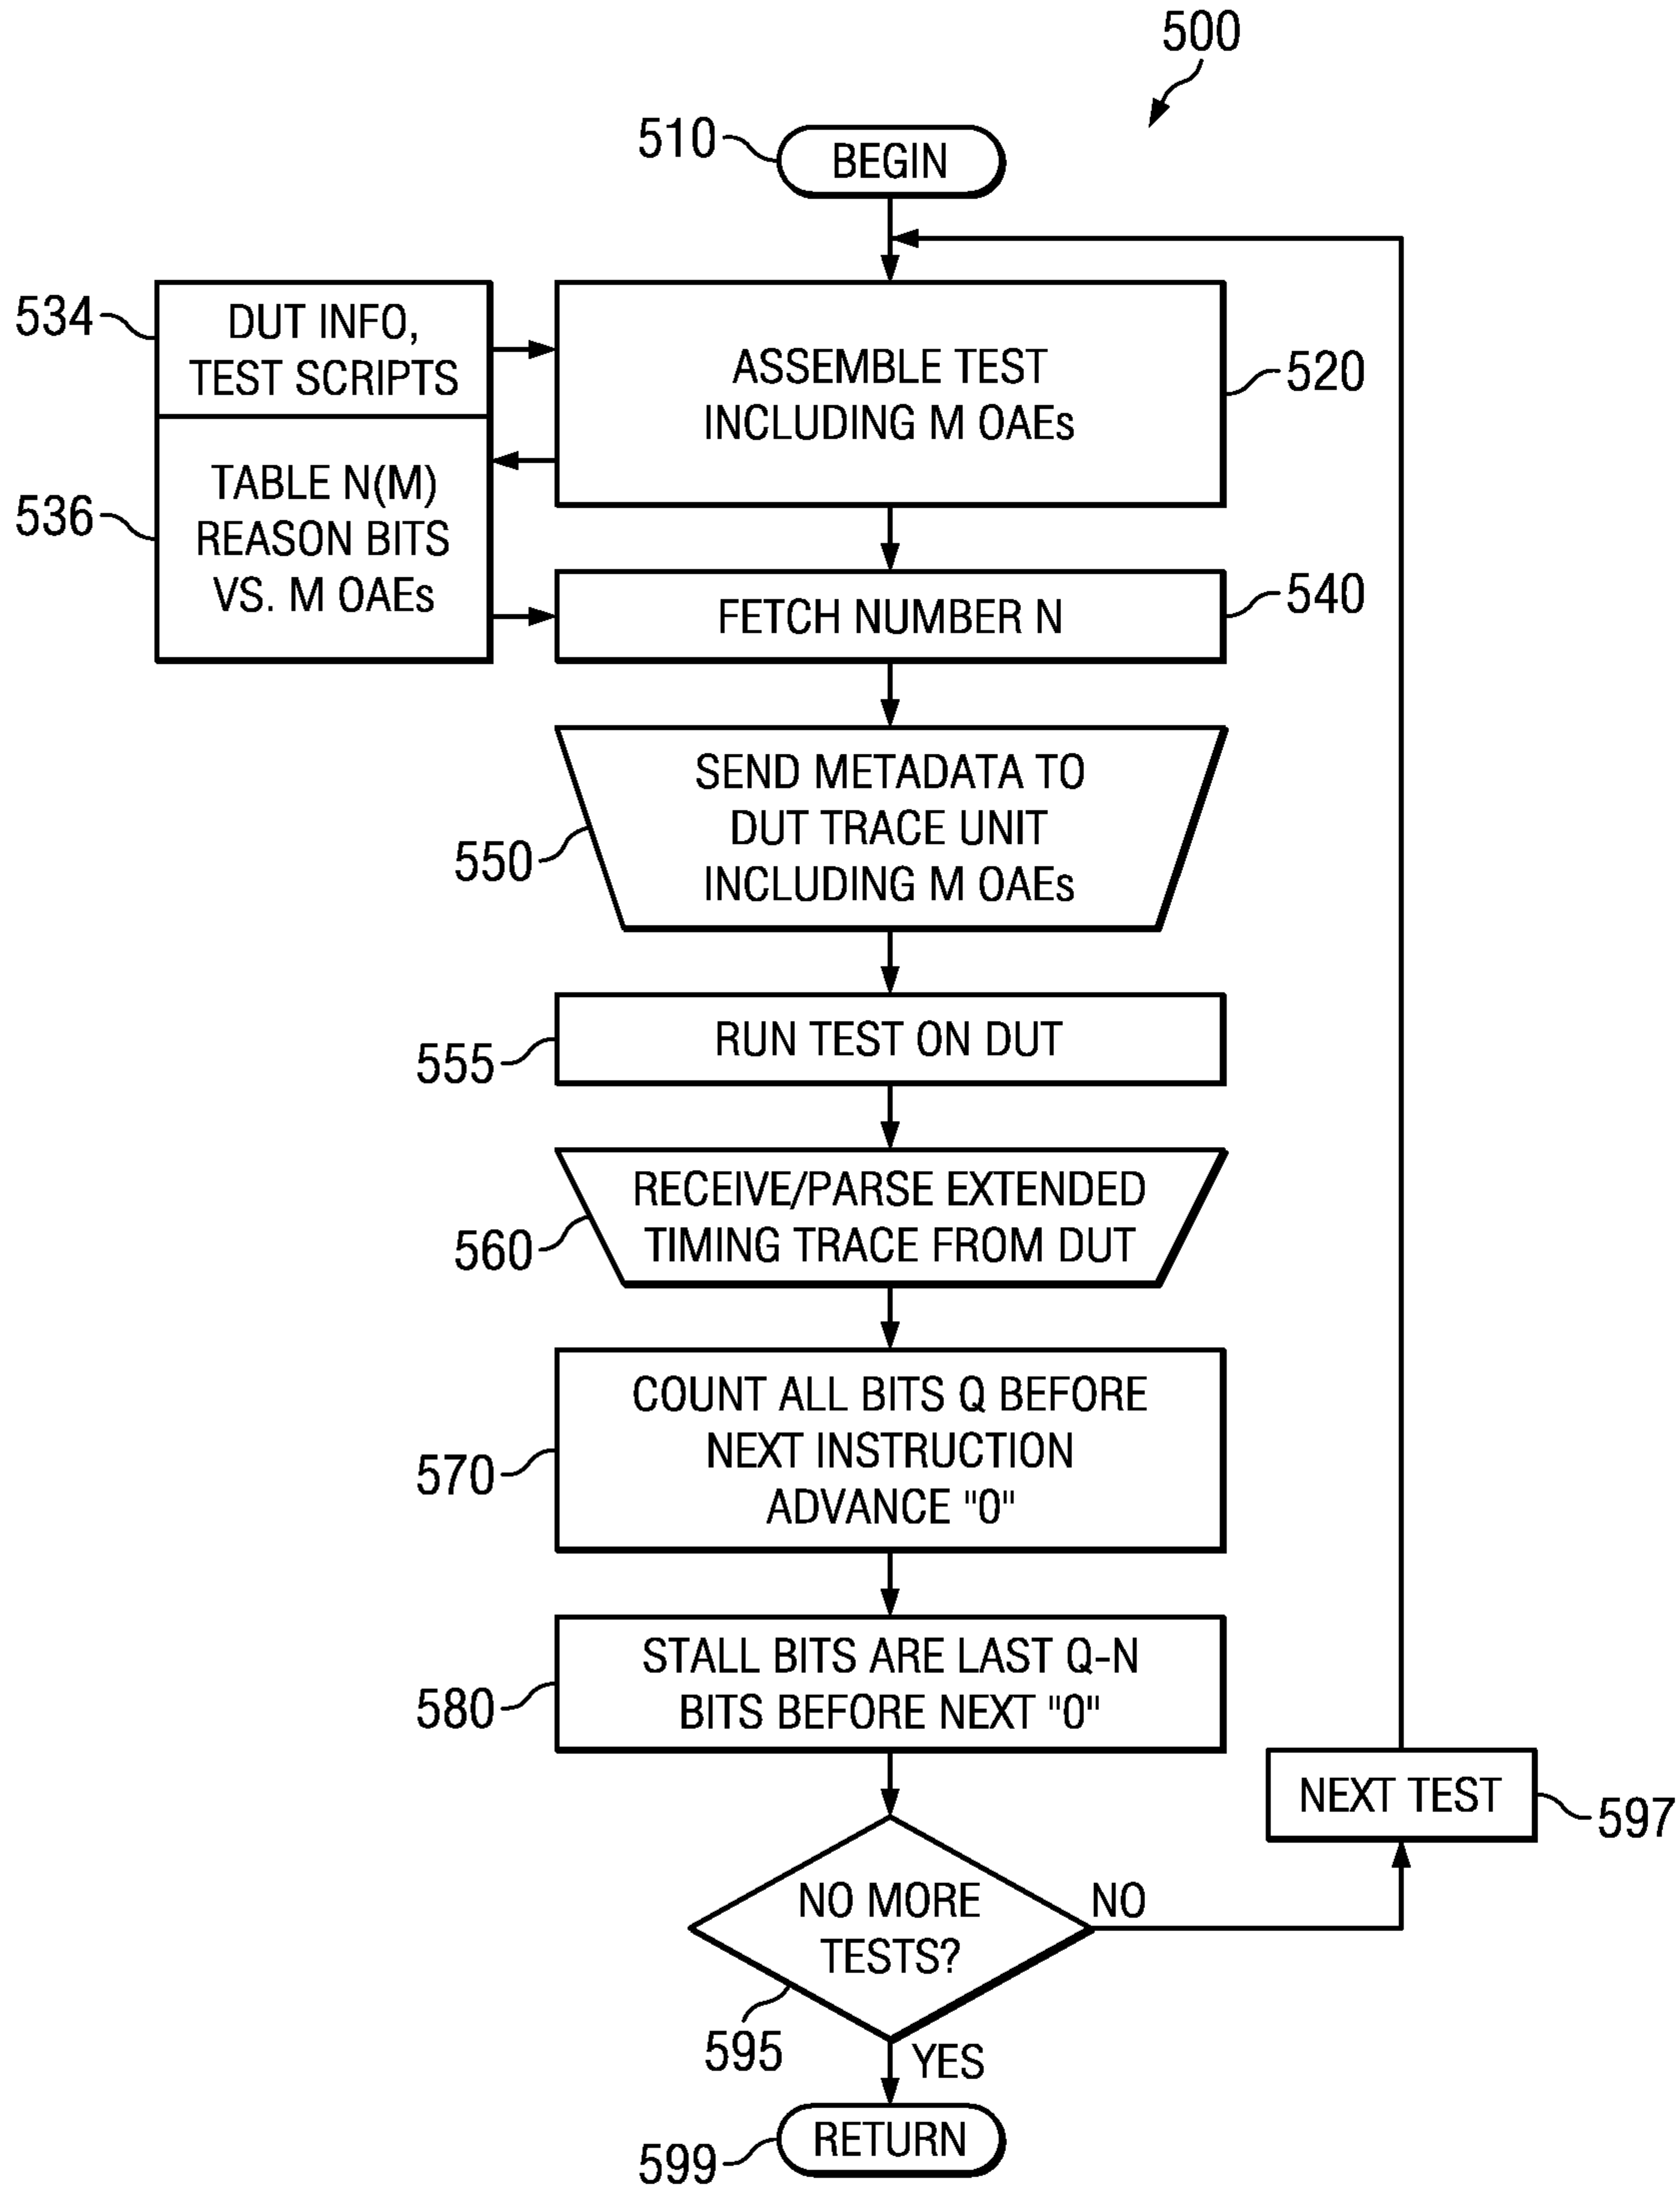 500
510
BEGIN
534
DUT INFO,
TEST SCRIPTS
ASSEMBLE TEST
INCLUDING M OAEs
520
536
TABLE N(M)
REASON BITS
VS. M OAEs
FETCH NUMBER N
540
SEND METADATA TO
DUT TRACE UNIT
INCLUDING M OAEs
550
RUN TEST ON DUT
555
RECEIVE/PARSE EXTENDED
TIMING TRACE FROM DUT
560
COUNT ALL BITS Q BEFORE
NEXT INSTRUCTION
ADVANCE "0"
570
STALL BITS ARE LAST Q-N
BITS BEFORE NEXT "0"
580
NEXT TEST
597
NO MORE
TESTS?
NO
595
YES
RETURN
599